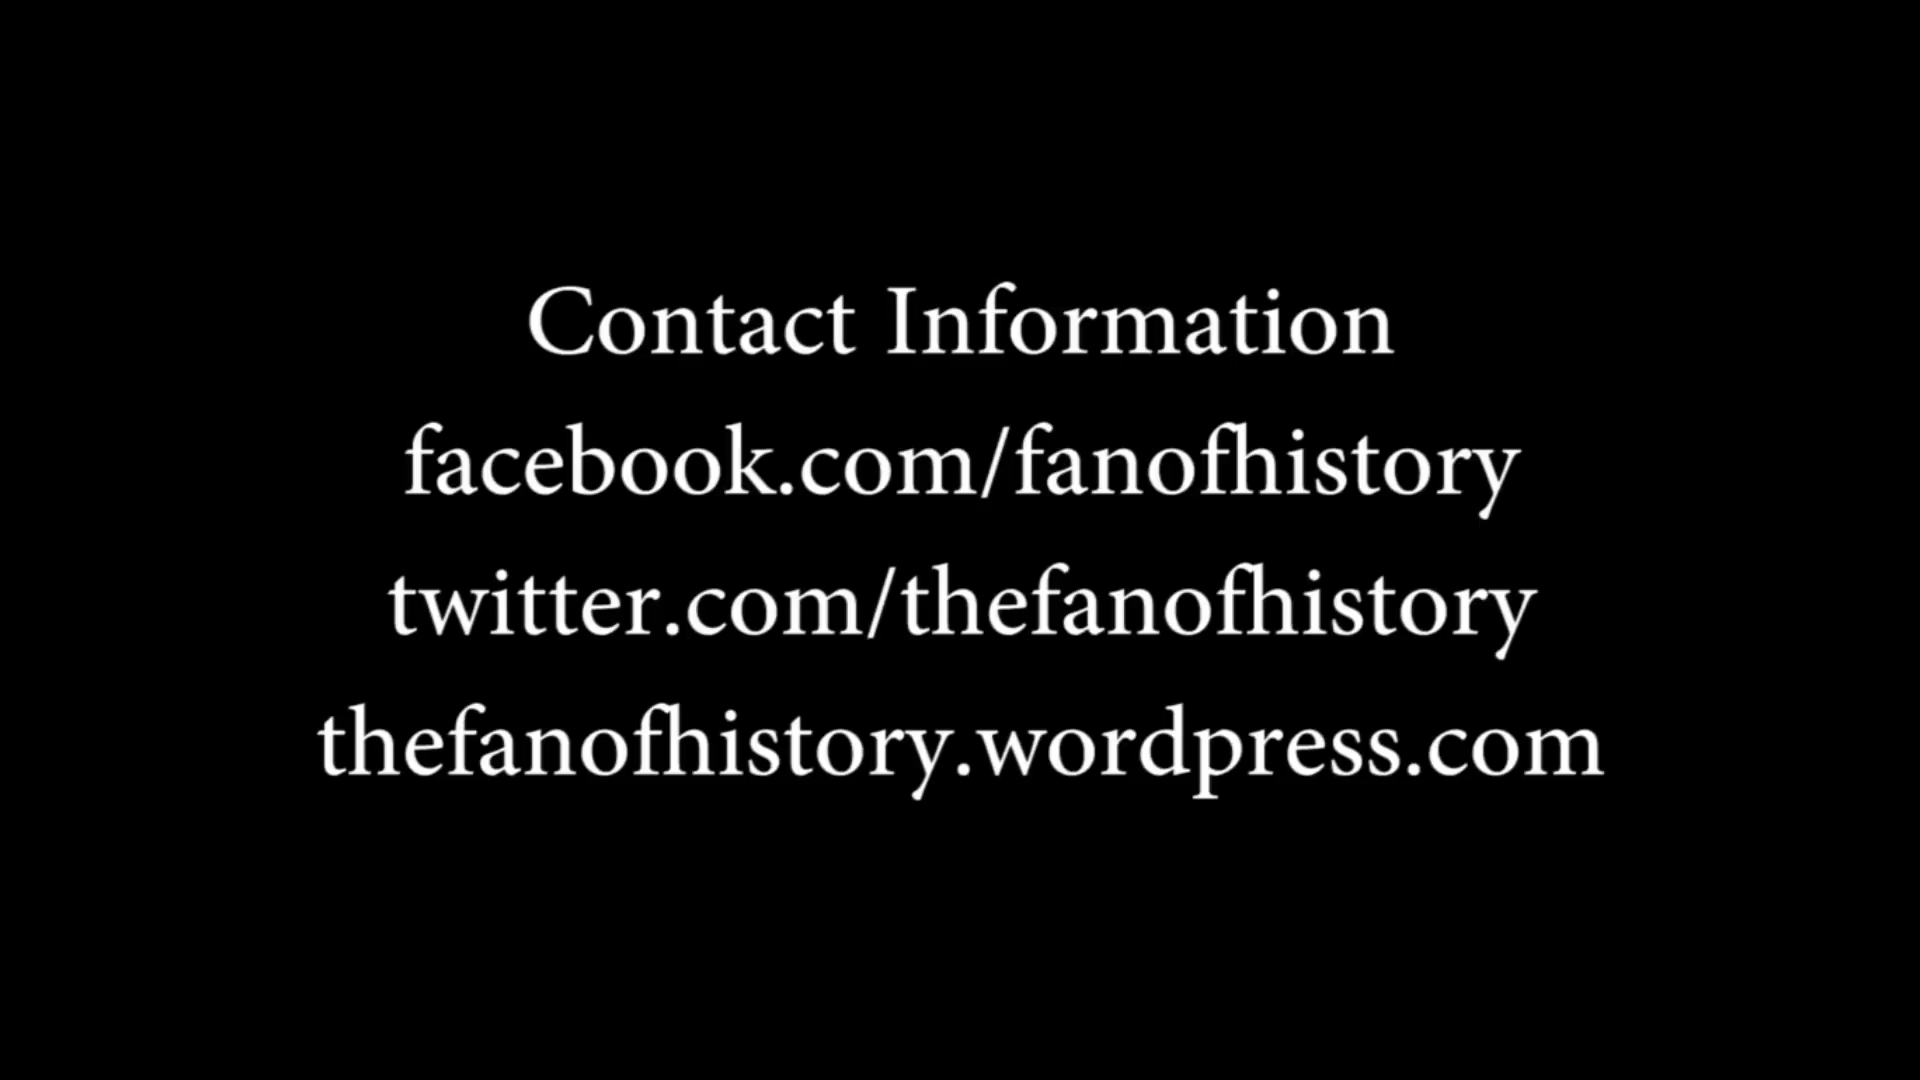 Contact Information
facebook.com/fanofhistory
twitter.com/thefanofhistory
thefanofhistory.wordpress.com